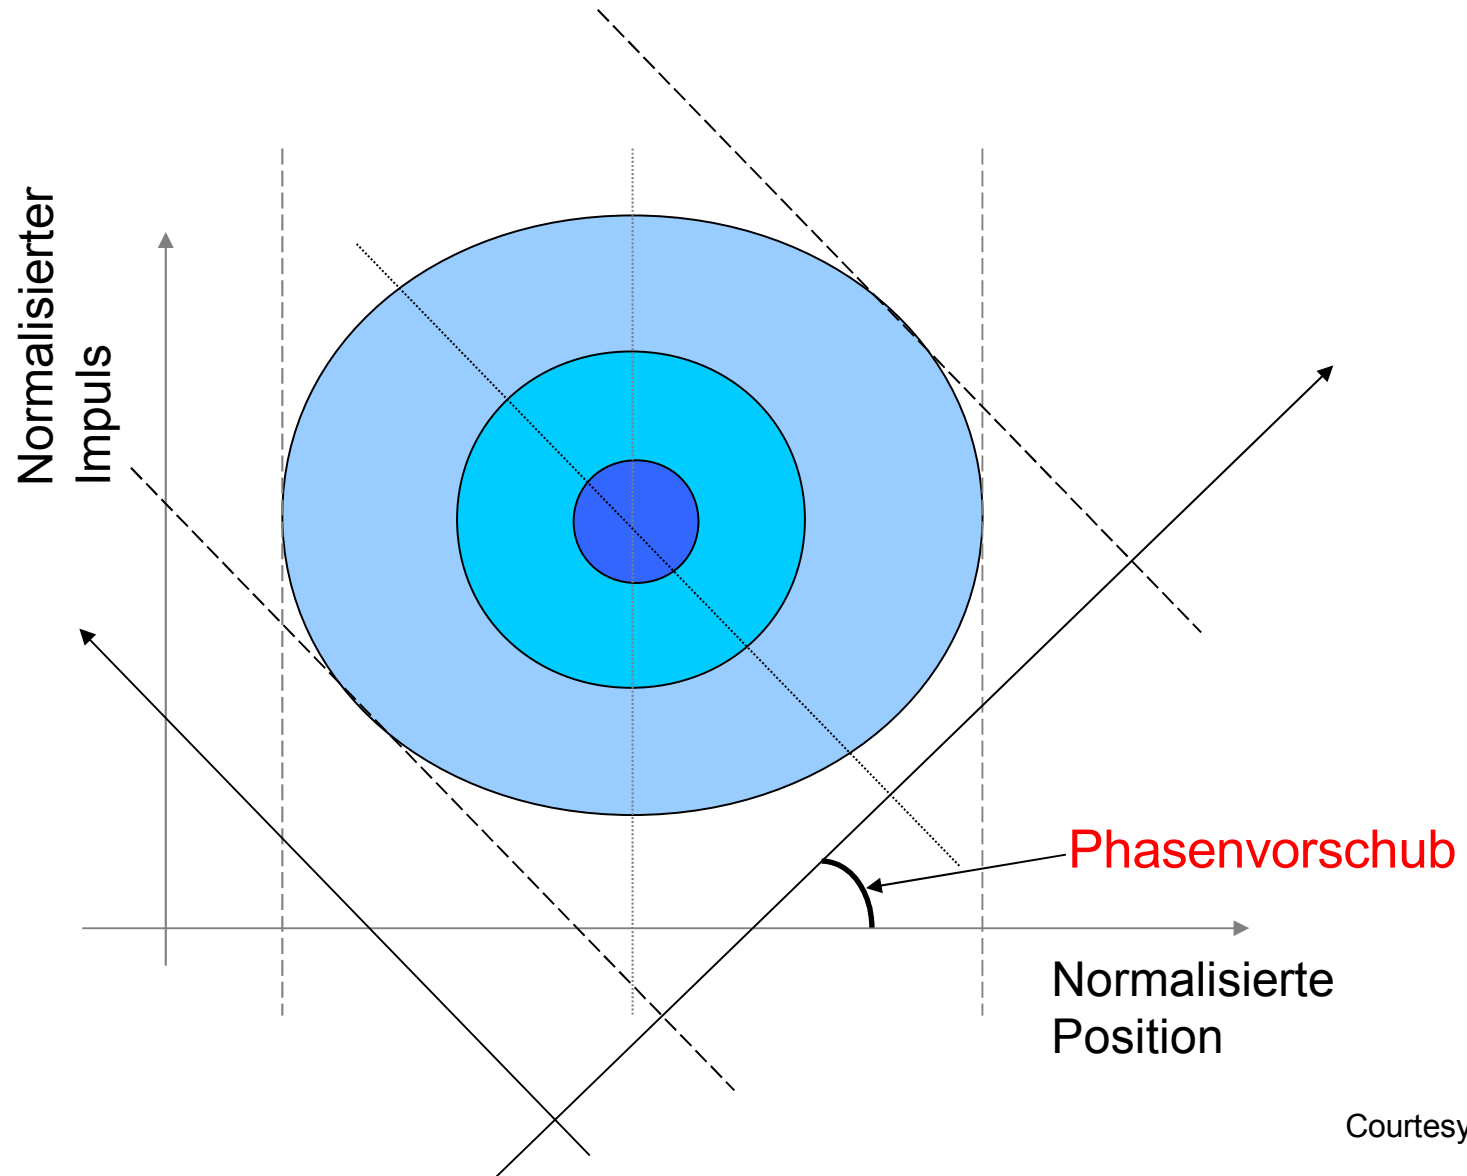 Normalisierter
Impuls
Phasenvorschub
Normalisierte
Position
Courtesy